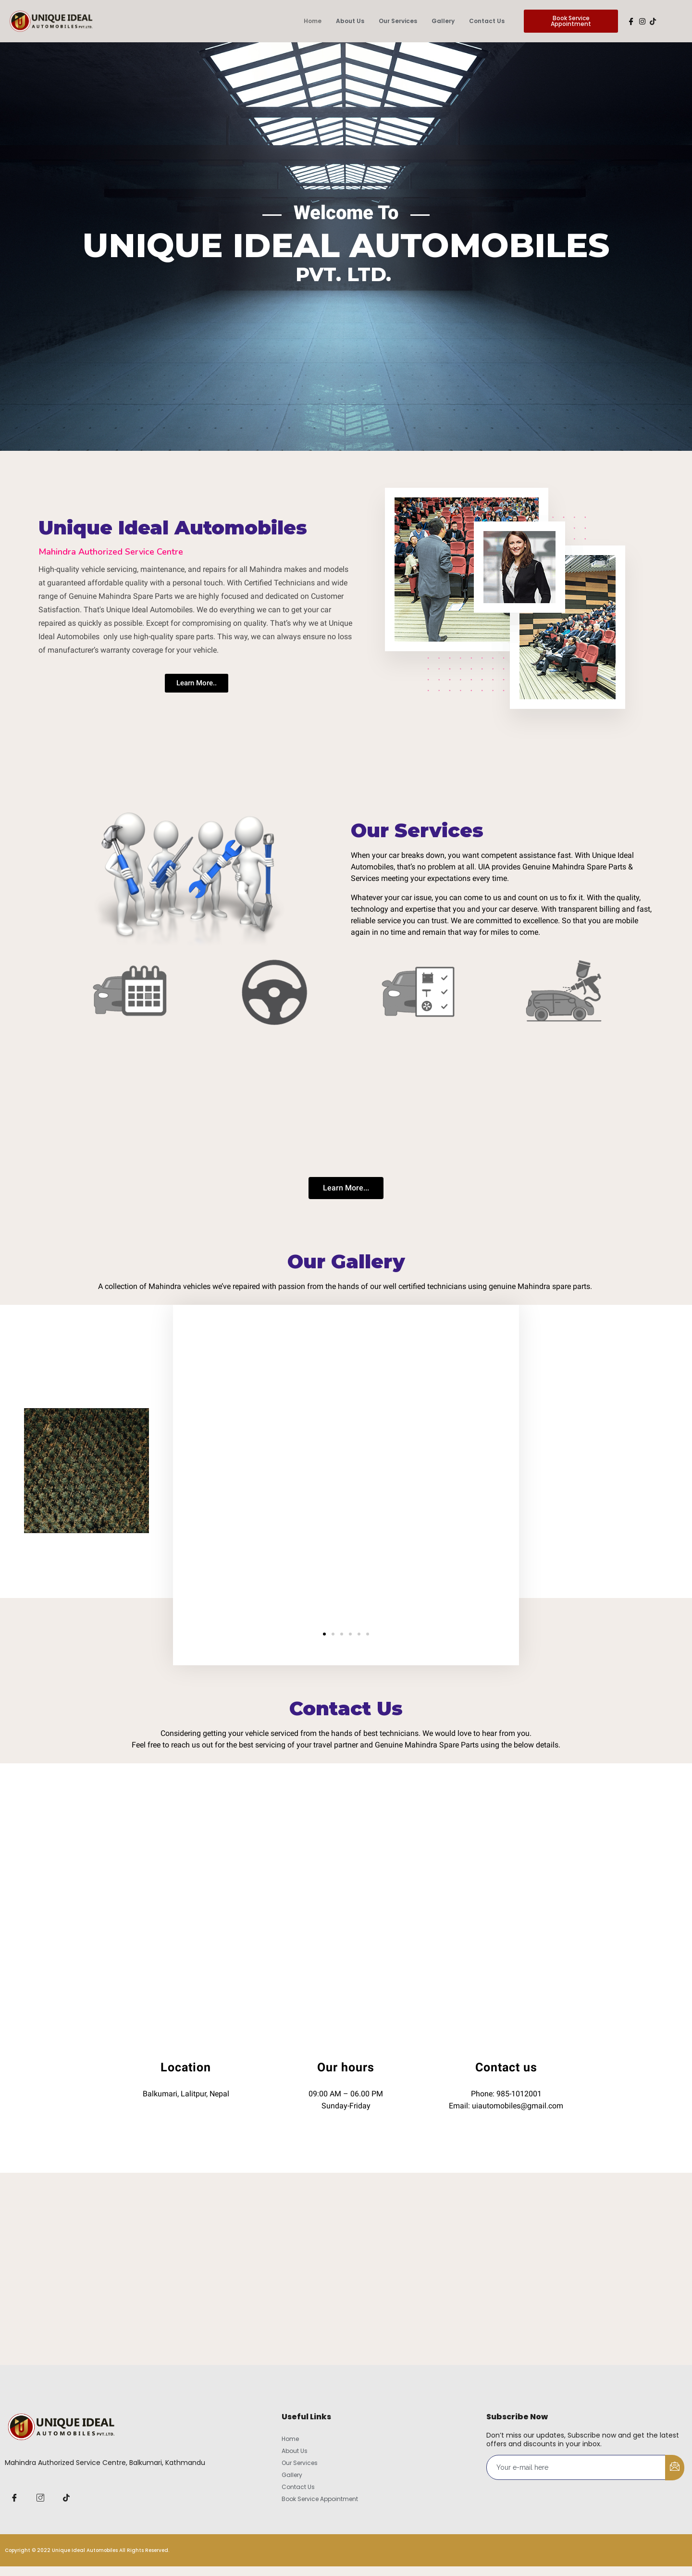 UNIQUE IDEAL
AUTOMOBILES PVT. LTD.
Home
About Us
Our Services
Gallery
Contact Us
Book Service
Appointment
Welcome To
UNIQUE IDEAL AUTOMOBILES
PVT. LTD.
Unique Ideal Automobiles
Mahindra Authorized Service Centre
High-quality vehicle servicing, maintenance, and repairs for all Mahindra makes and models
at guaranteed affordable quality with a personal touch. With Certified Technicians and wide
range of Genuine Mahindra Spare Parts we are highly focused and dedicated on Customer
Satisfaction. That's Unique Ideal Automobiles. We do everything we can to get your car
repaired as quickly as possible. Except for compromising on quality. That's why we at Unique
Ideal Automobiles only use high-quality spare parts. This way, we can always ensure no loss
of manufacturer's warranty coverage for your vehicle.
Learn More..
Our Services
When your car breaks down, you want competent assistance fast. With Unique Ideal
Automobiles, that's no problem at all. UIA provides Genuine Mahindra Spare Parts &
Services meeting your expectations every time.
Whatever your car issue, you can come to us and count on us to fix it. With the quality,
technology and expertise that you and your car deserve. With transparent billing and fast,
reliable service you can trust. We are committed to excellence. So that you are mobile
again in no time and remain that way for miles to come.
Learn More...
Our Gallery
A collection of Mahindra vehicles we've repaired with passion from the hands of our well certified technicians using genuine Mahindra spare parts.
Contact Us
Considering getting your vehicle serviced from the hands of best technicians. We would love to hear from you.
Feel free to reach us out for the best servicing of your travel partner and Genuine Mahindra Spare Parts using the below details.
Location
Balkumari, Lalitpur, Nepal
Our hours
09:00 AM – 06.00 PM
Sunday-Friday
Contact us
Phone: 985-1012001
Email: uiautomobiles@gmail.com
UNIQUE IDEAL
AUTOMOBILES PVT. LTD.
Mahindra Authorized Service Centre, Balkumari, Kathmandu
Useful Links
Home
About Us
Our Services
Gallery
Contact Us
Book Service Appointment
Subscribe Now
Don't miss our updates, Subscribe now and get the latest
offers and discounts in your inbox.
Your e-mail here
Copyright © 2022 Unique Ideal Automobiles All Rights Reserved.